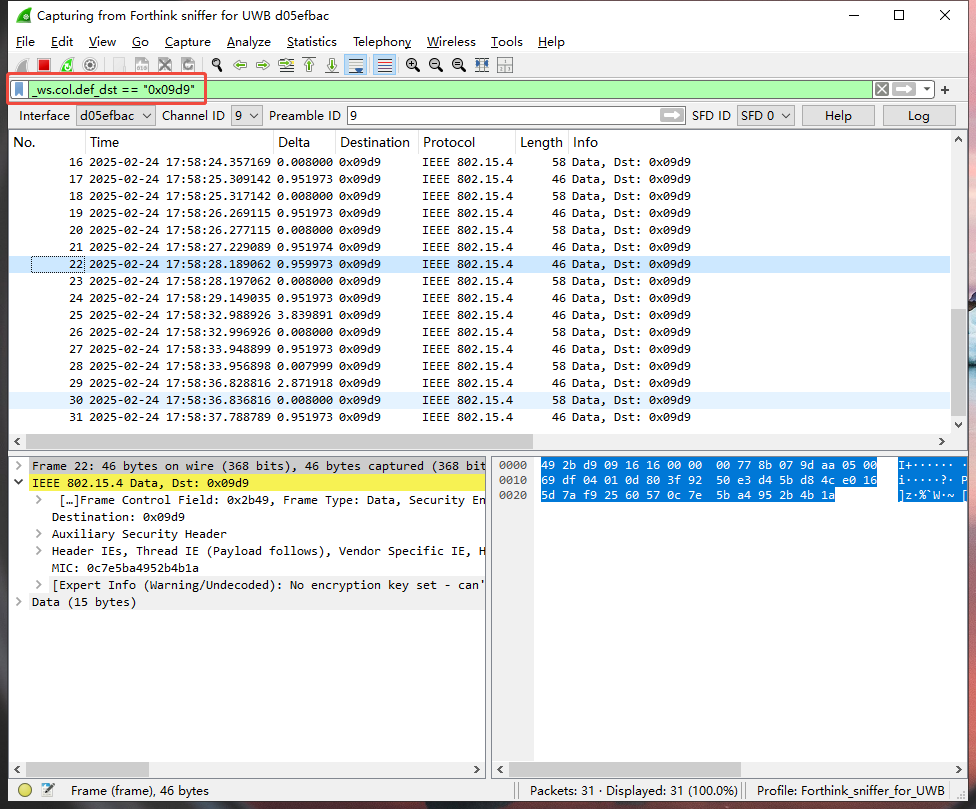 Capturing from Forthink sniffer for UWB d05efbac
File Edit View Go Capture Analyze Statistics Telephony Wireless Tools Help
_ws.col.def_dst == "0x09d9"
Interface d05efbac Channel ID 9 Preamble ID 9 SFD ID SFD 0 Help Log
No. Time Delta Destination Protocol Length Info
16 2025-02-24 17:58:24.357169 0.008000 0x09d9 IEEE 802.15.4 58 Data, Dst: 0x09d9
17 2025-02-24 17:58:25.309142 0.951973 0x09d9 IEEE 802.15.4 46 Data, Dst: 0x09d9
18 2025-02-24 17:58:25.317142 0.008000 0x09d9 IEEE 802.15.4 58 Data, Dst: 0x09d9
19 2025-02-24 17:58:26.269115 0.951973 0x09d9 IEEE 802.15.4 46 Data, Dst: 0x09d9
20 2025-02-24 17:58:26.277115 0.008000 0x09d9 IEEE 802.15.4 58 Data, Dst: 0x09d9
21 2025-02-24 17:58:27.229089 0.951974 0x09d9 IEEE 802.15.4 46 Data, Dst: 0x09d9
22 2025-02-24 17:58:28.189062 0.959973 0x09d9 IEEE 802.15.4 46 Data, Dst: 0x09d9
23 2025-02-24 17:58:28.197062 0.008000 0x09d9 IEEE 802.15.4 58 Data, Dst: 0x09d9
24 2025-02-24 17:58:29.149035 0.951973 0x09d9 IEEE 802.15.4 46 Data, Dst: 0x09d9
25 2025-02-24 17:58:32.988926 3.839891 0x09d9 IEEE 802.15.4 46 Data, Dst: 0x09d9
26 2025-02-24 17:58:32.996926 0.008000 0x09d9 IEEE 802.15.4 58 Data, Dst: 0x09d9
27 2025-02-24 17:58:33.948899 0.951973 0x09d9 IEEE 802.15.4 46 Data, Dst: 0x09d9
28 2025-02-24 17:58:33.956898 0.007999 0x09d9 IEEE 802.15.4 58 Data, Dst: 0x09d9
29 2025-02-24 17:58:36.828816 2.871918 0x09d9 IEEE 802.15.4 46 Data, Dst: 0x09d9
30 2025-02-24 17:58:36.836816 0.008000 0x09d9 IEEE 802.15.4 58 Data, Dst: 0x09d9
31 2025-02-24 17:58:37.788789 0.951973 0x09d9 IEEE 802.15.4 46 Data, Dst: 0x09d9
Frame 22: 46 bytes on wire (368 bits), 46 bytes captured (368 bit
IEEE 802.15.4 Data, Dst: 0x09d9
[…]Frame Control Field: 0x2b49, Frame Type: Data, Security En
Destination: 0x09d9
Auxiliary Security Header
Header IEs, Thread IE (Payload follows), Vendor Specific IE, H
MIC: 0c7e5ba4952b4b1a
[Expert Info (Warning/Undecoded): No encryption key set - can'
Data (15 bytes)
0000 49 2b d9 09 16 16 00 00 00 77 8b 07 9d aa 05 00 I+······ ·
0010 69 df 04 01 0d 80 3f 92 50 e3 d4 5b d8 4c e0 16 i·····?· P
0020 5d 7a f9 25 60 57 0c 7e 5b a4 95 2b 4b 1a ]z·%`W·~ [
Frame (frame), 46 bytes
Packets: 31 · Displayed: 31 (100.0%)
Profile: Forthink_sniffer_for_UWB